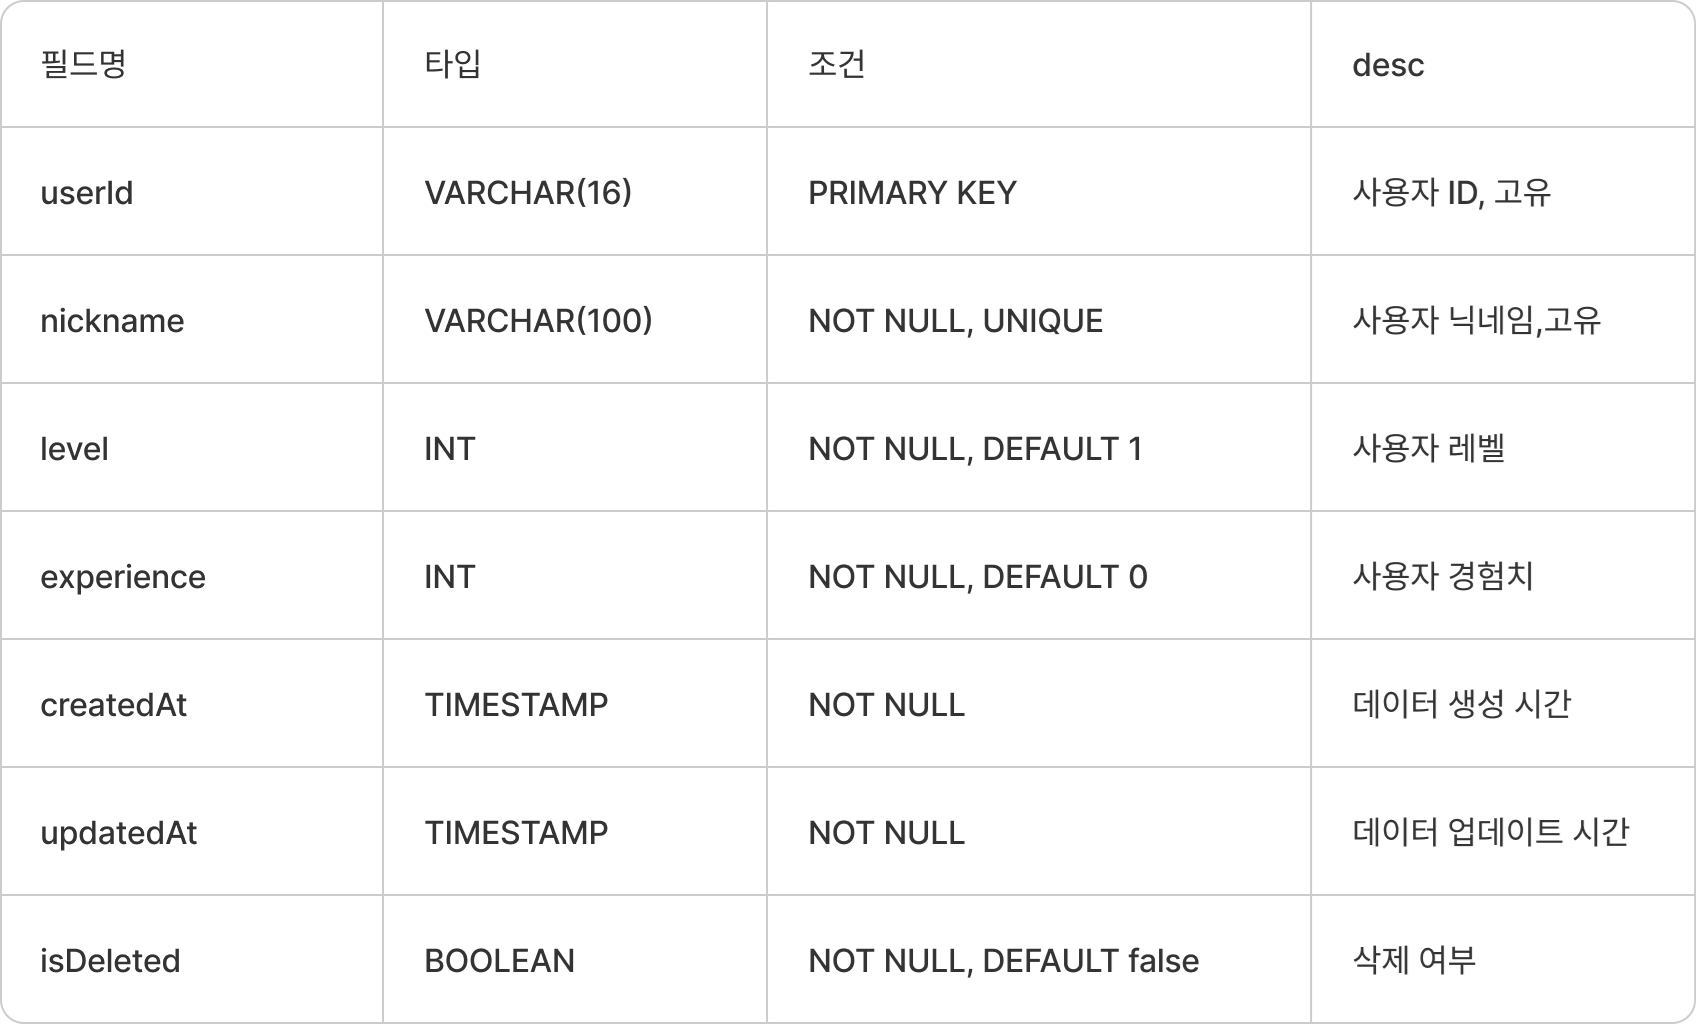 필드명 타입 조건 desc
userId VARCHAR(16) PRIMARY KEY 사용자 ID, 고유
nickname VARCHAR(100) NOT NULL, UNIQUE 사용자 닉네임,고유
level INT NOT NULL, DEFAULT 1 사용자 레벨
experience INT NOT NULL, DEFAULT 0 사용자 경험치
createdAt TIMESTAMP NOT NULL 데이터 생성 시간
updatedAt TIMESTAMP NOT NULL 데이터 업데이트 시간
isDeleted BOOLEAN NOT NULL, DEFAULT false 삭제 여부